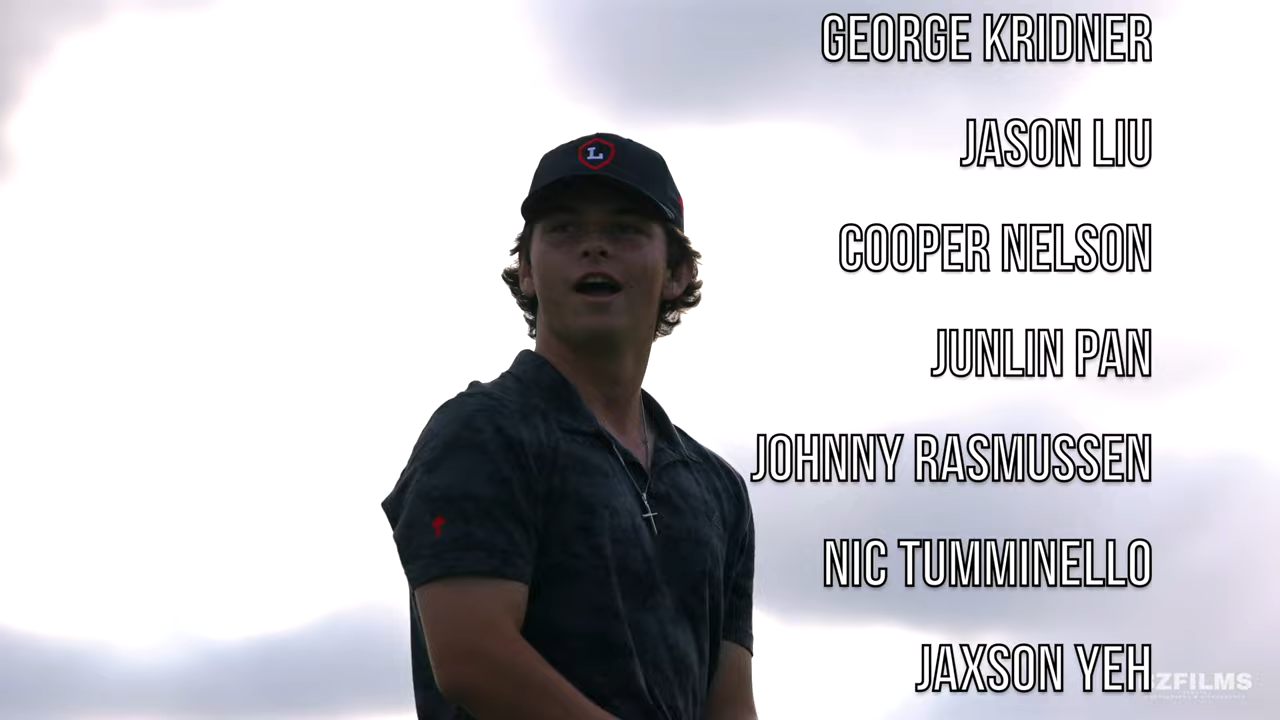 GEORGE KRIDNER
JASON LIU
COOPER NELSON
JUNLIN PAN
JOHNNY RASMUSSEN
NIC TUMMINELLO
JAXSON YEH
L